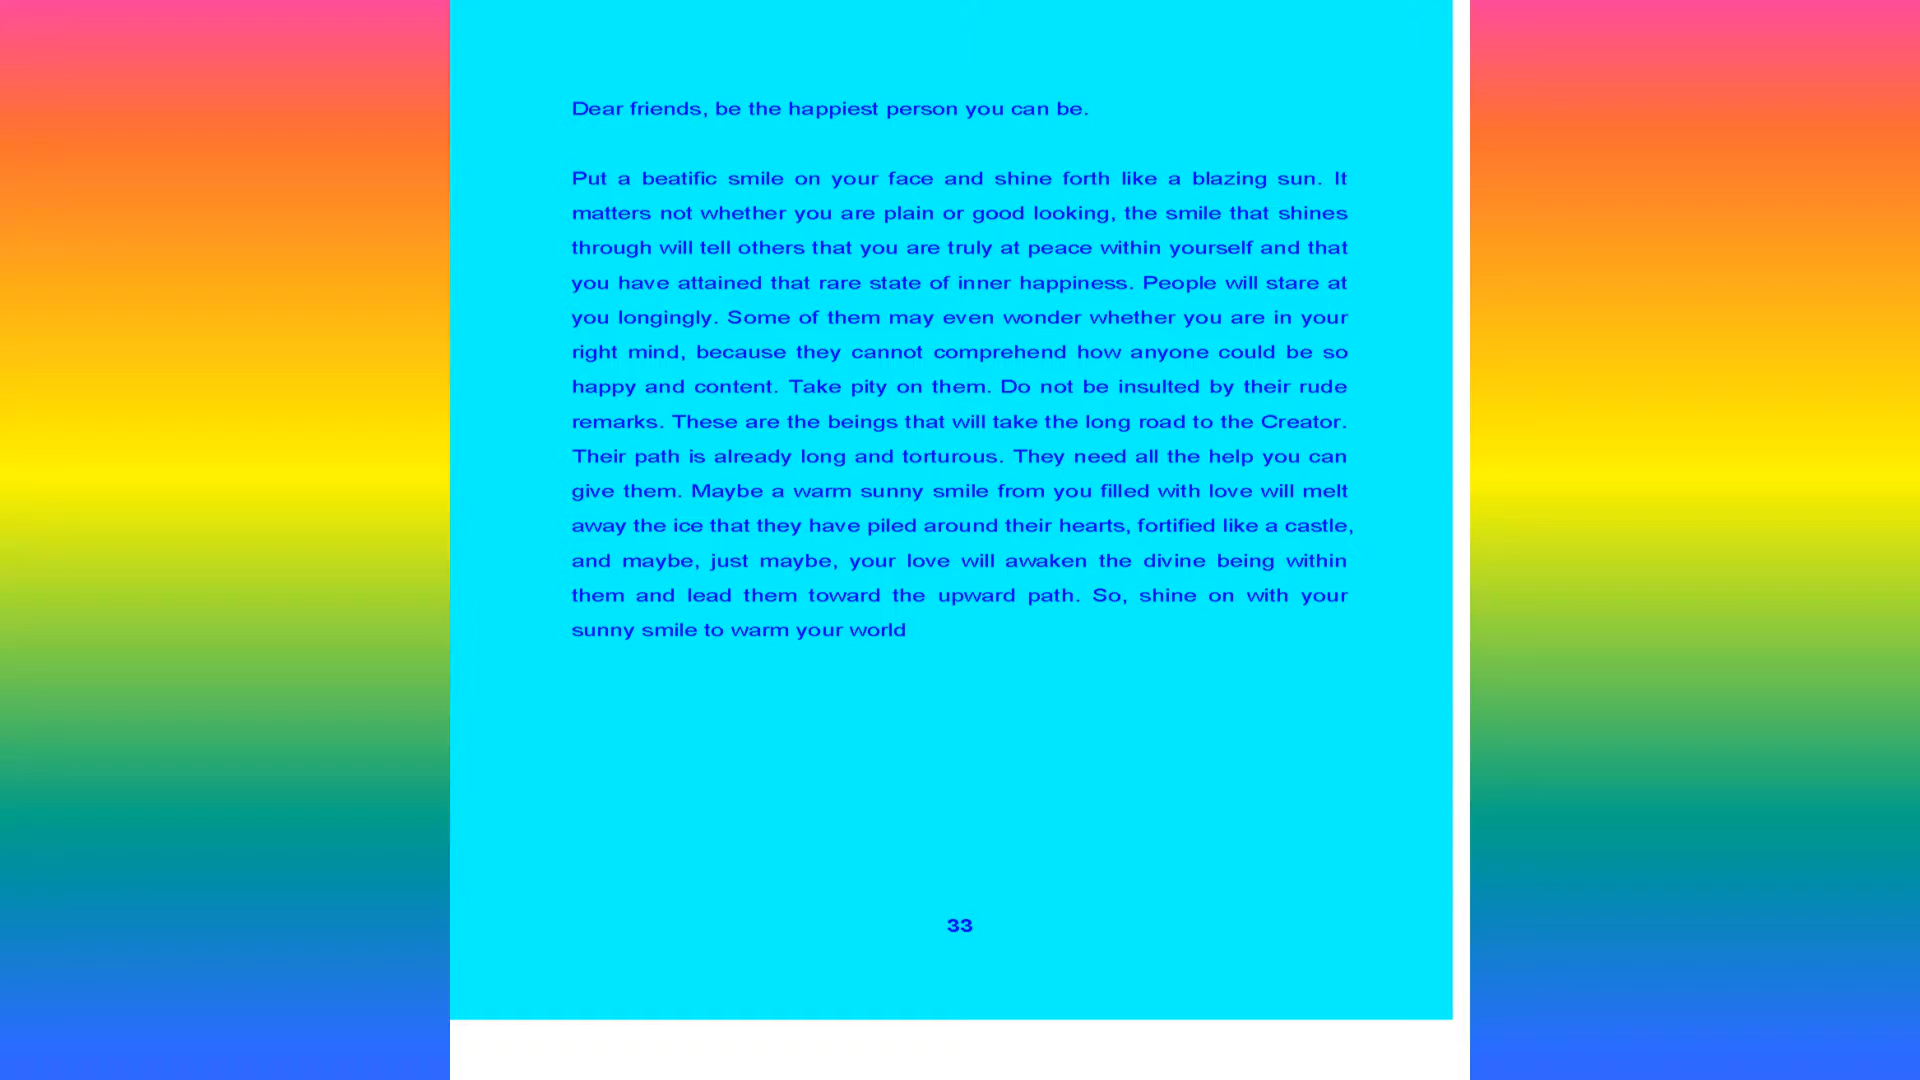 Dear friends, be the happiest person you can be.
Put a beatific smile on your face and shine forth like a blazing sun. It
matters not whether you are plain or good looking, the smile that shines
through will tell others that you are truly at peace within yourself and that
you have attained that rare state of inner happiness. People will stare at
you longingly. Some of them may even wonder whether you are in your
right mind, because they cannot comprehend how anyone could be so
happy and content. Take pity on them. Do not be insulted by their rude
remarks. These are the beings that will take the long road to the Creator.
Their path is already long and torturous. They need all the help you can
give them. Maybe a warm sunny smile from you filled with love will melt
away the ice that they have piled around their hearts, fortified like a castle,
and maybe, just maybe, your love will awaken the divine being within
them and lead them toward the upward path. So, shine on with your
sunny smile to warm your world
33